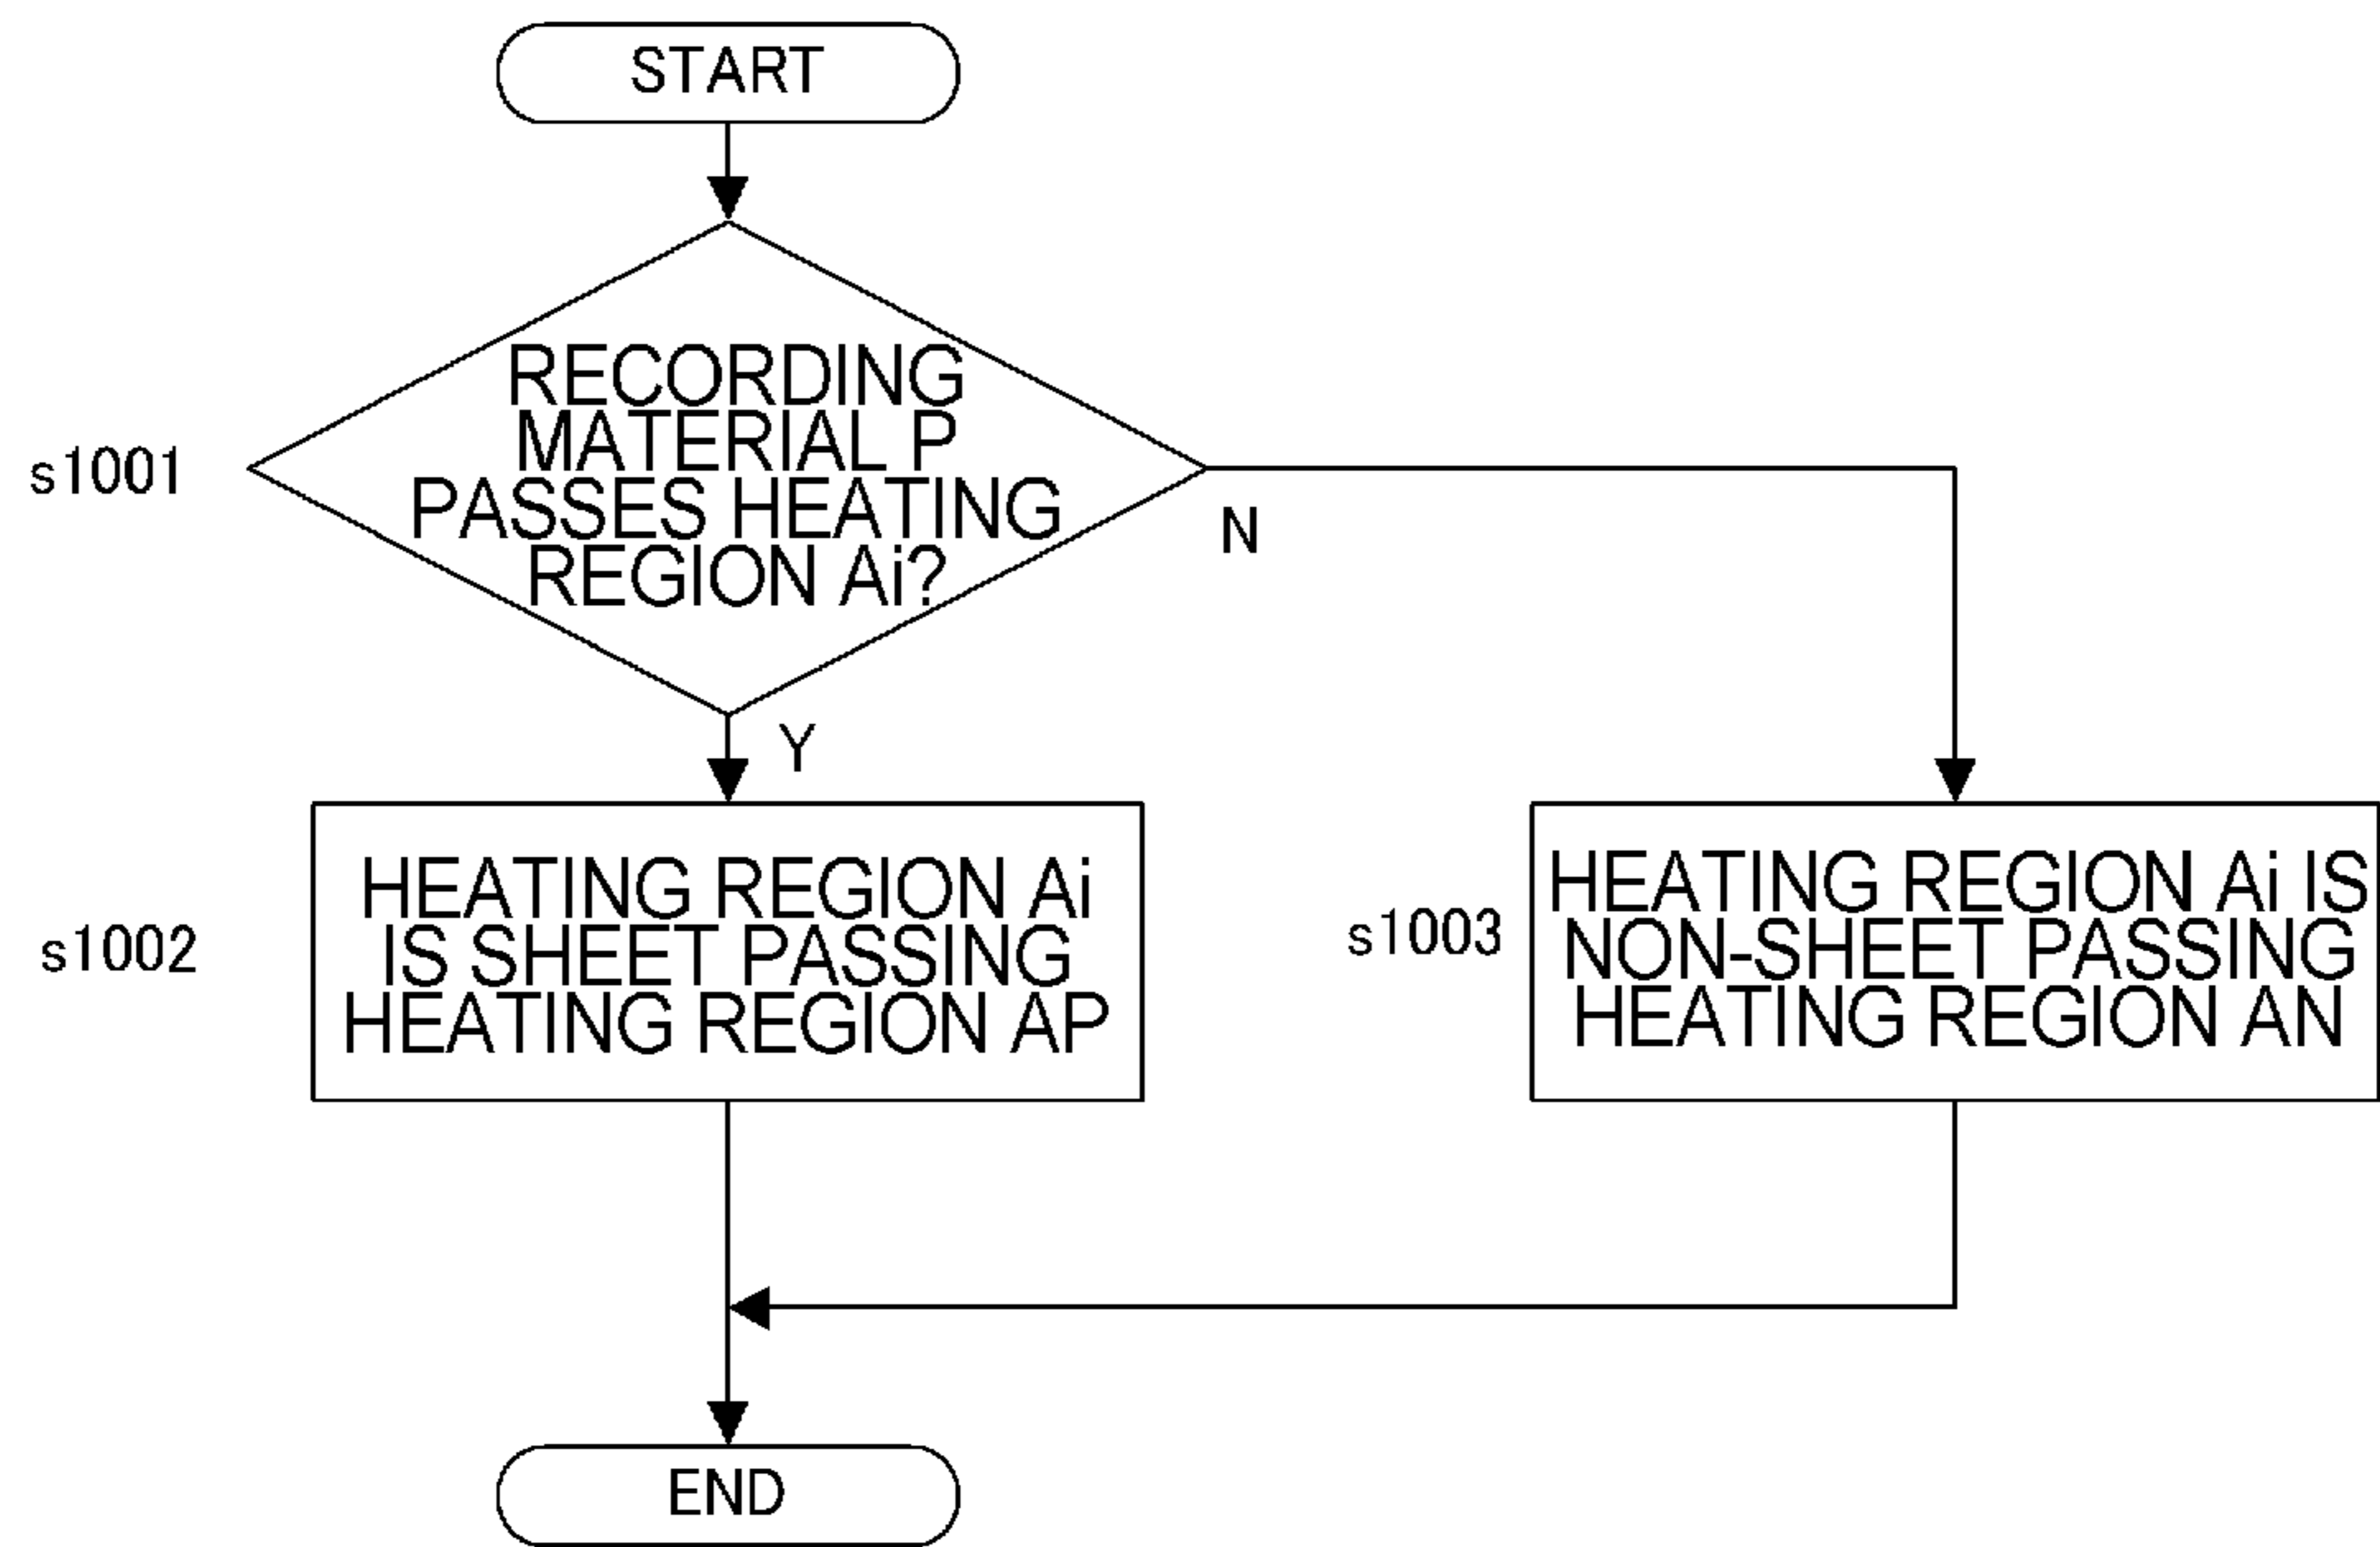 START
s1001
RECORDING
MATERIAL P
PASSES HEATING
REGION Ai?
N
Y
s1002
HEATING REGION Ai
IS SHEET PASSING
HEATING REGION AP
s1003
HEATING REGION Ai IS
NON-SHEET PASSING
HEATING REGION AN
END